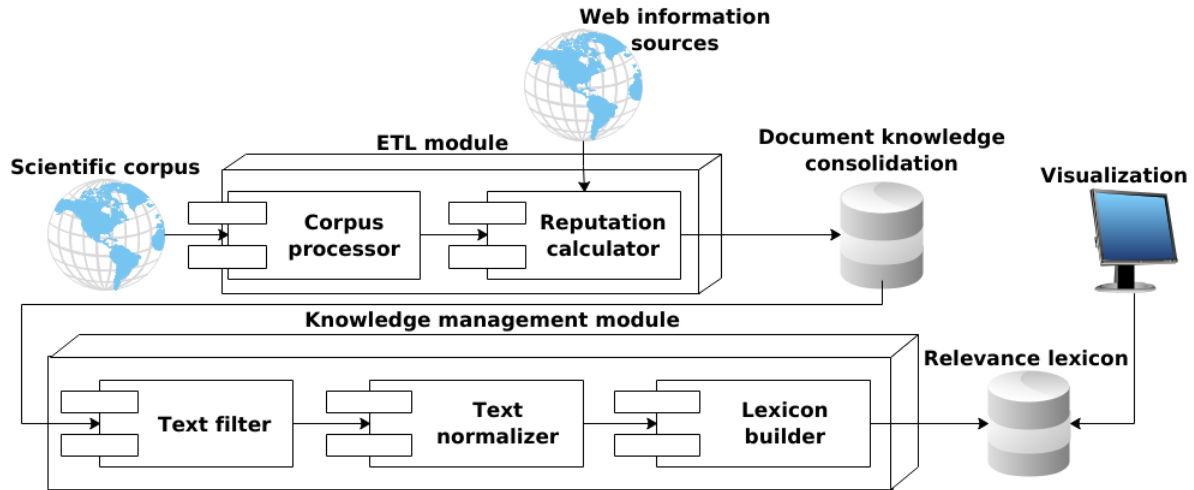 Web information
sources
ETL module
Document knowledge
consolidation
Scientific corpus
Visualization
Corpus
processor
Reputation
calculator
Knowledge management module
Relevance lexicon
Text filter
Text
normalizer
Lexicon
builder